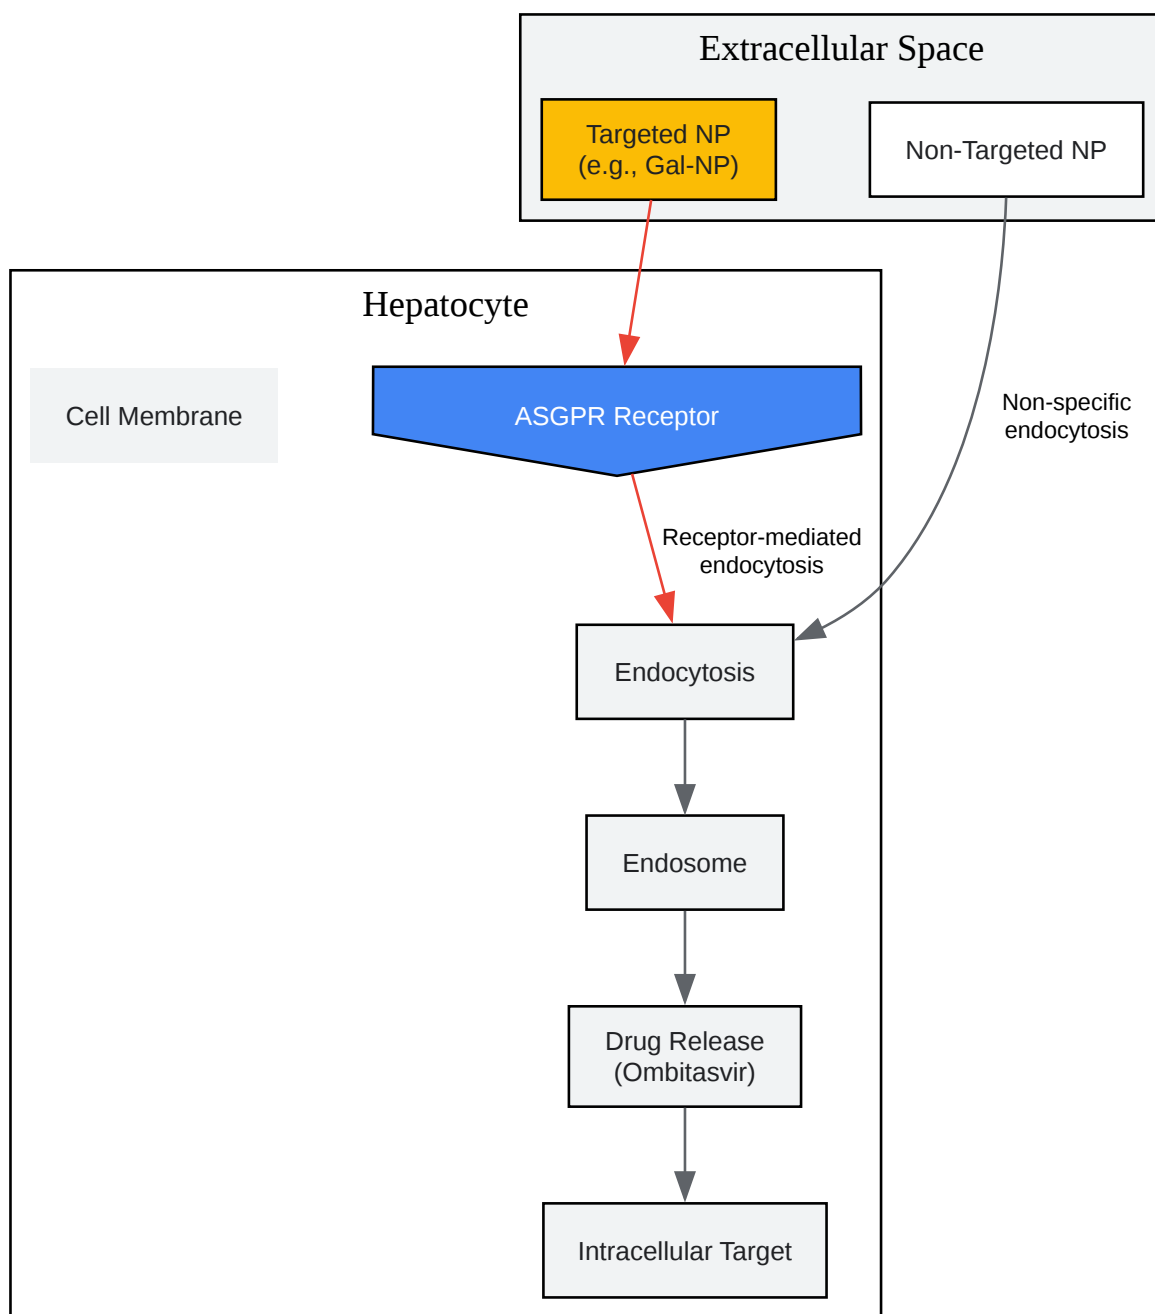 Extracellular Space
Targeted NP
(e.g., Gal-NP)
Non-Targeted NP
Hepatocyte
Cell Membrane
ASGPR Receptor
Non-specific
endocytosis
Receptor-mediated
endocytosis
Endocytosis
Endosome
Drug Release
(Ombitasvir)
Intracellular Target